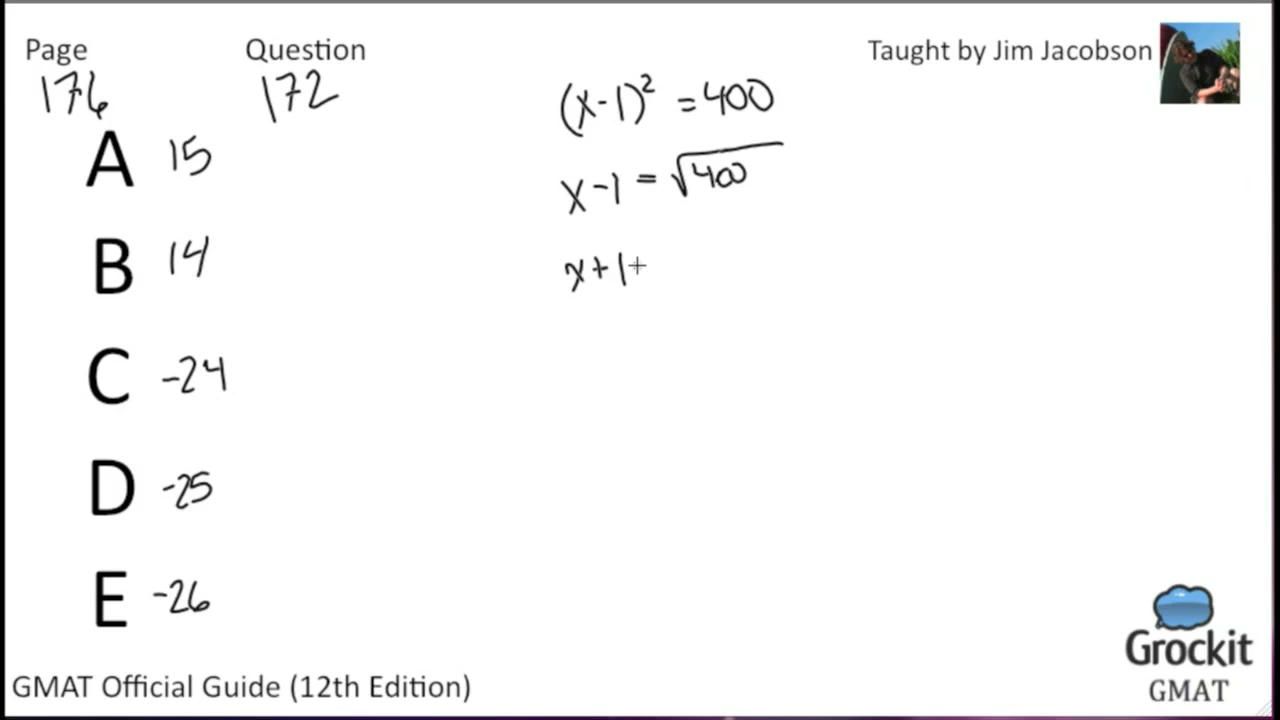 Page Question Taught by Jim Jacobson
176 172
A 15
B 14
C -24
D -25
E -26
(x-1)² = 400
x-1 = √400
x+1
Grockit
GMAT
GMAT Official Guide (12th Edition)